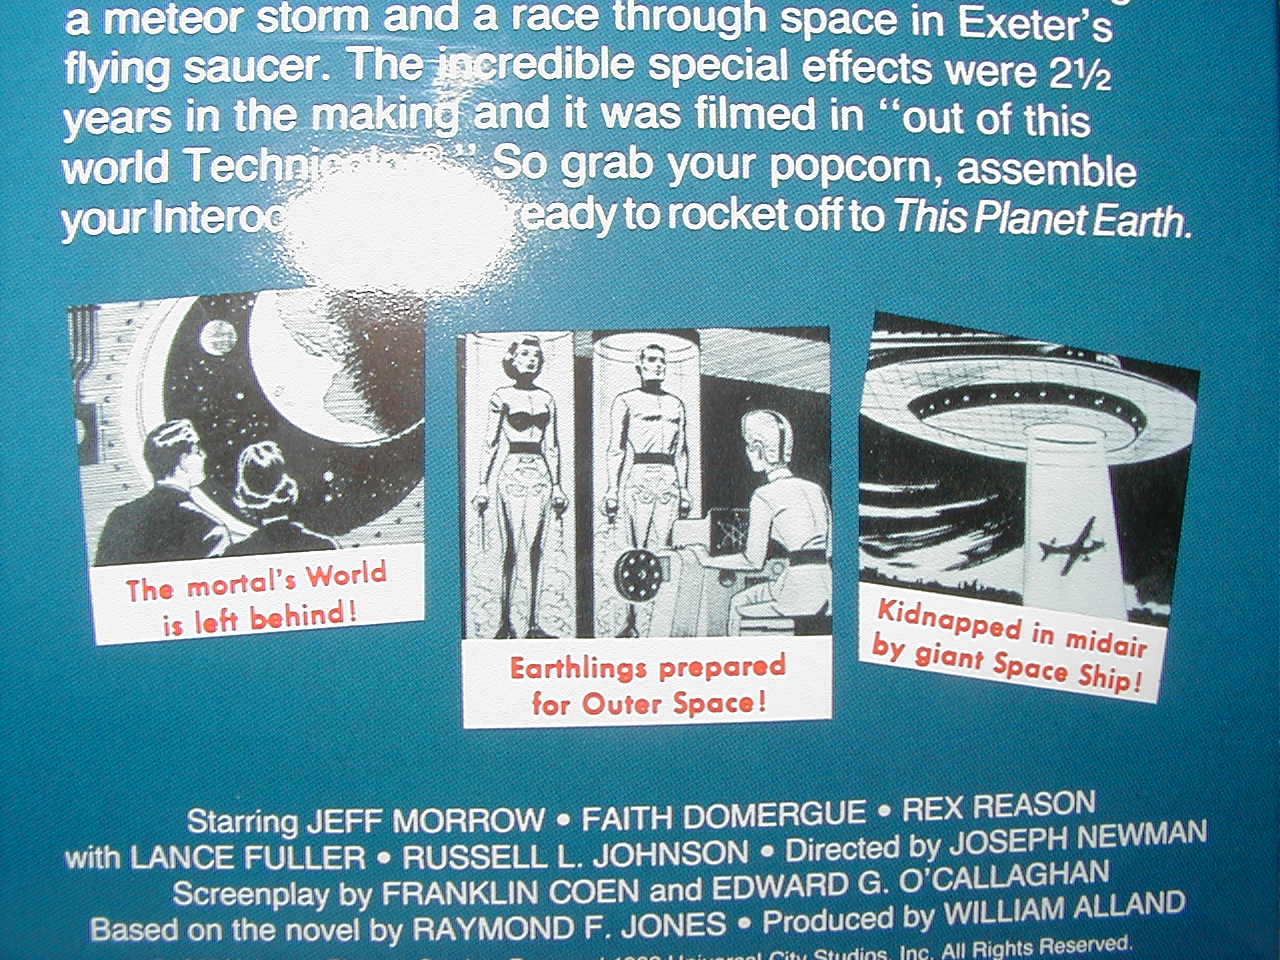 a meteor storm and a race through space in Exeter's
flying saucer. The incredible special effects were 2½
years in the making and it was filmed in "out of this
world So grab your popcorn, assemble
your ready to rocket off to This Planet Earth.
The mortal's World
is left behind!
Earthlings prepared
for Outer Space!
Kidnapped in midair
by giant Space Ship!
Starring JEFF MORROW • FAITH DOMERGUE • REX REASON
with LANCE FULLER • RUSSELL L. JOHNSON • Directed by JOSEPH NEWMAN
Screenplay by FRANKLIN COEN and EDWARD G. O'CALLAGHAN
Based on the novel by RAYMOND F. JONES • Produced by WILLIAM ALLAND
Universal City Studios, Inc. All Rights Reserved.